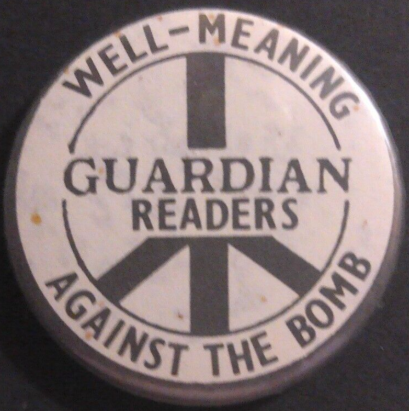 WELL-MEANING
GUARDIAN
READERS
AGAINST THE BOMB